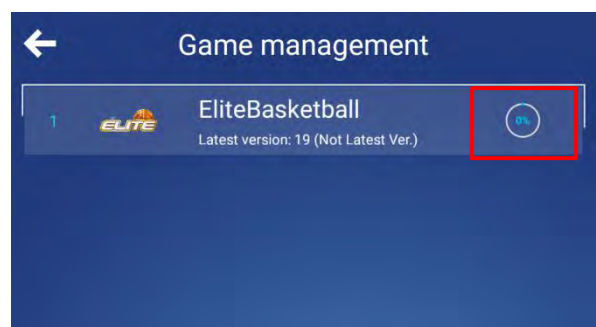 Game management
1
ELITE
EliteBasketball
Latest version: 19 (Not Latest Ver.)
0%